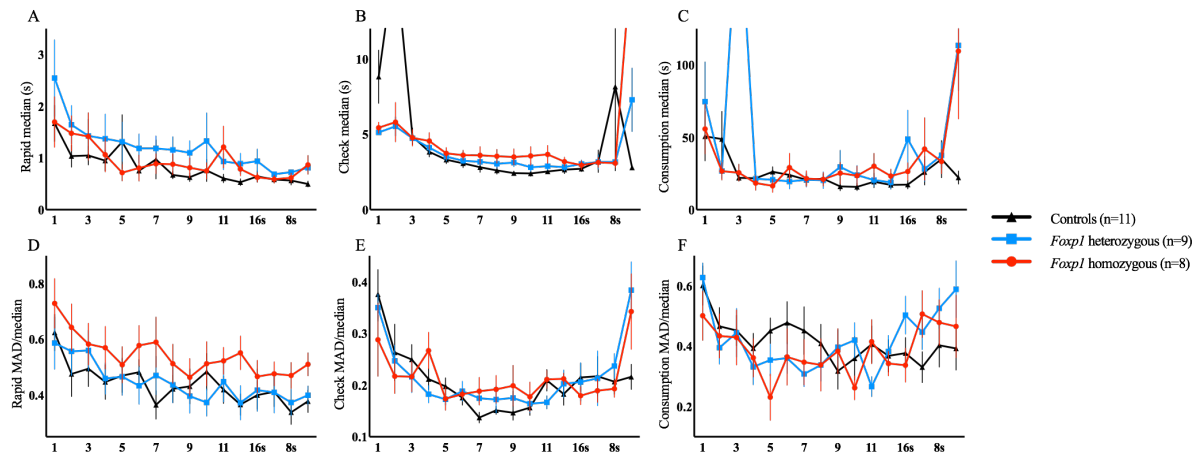 A
Rapid median (s)
3
2
1
0
1 3 5 7 9 11 16s 8s
B
Check median (s)
10
5
0
1 3 5 7 9 11 16s 8s
C
Consumption median (s)
100
50
0
1 3 5 7 9 11 16s 8s
Controls (n=11)
Foxp1 heterozygous (n=9)
Foxp1 homozygous (n=8)
D
Rapid MAD/median
0.8
0.6
0.4
1 3 5 7 9 11 16s 8s
E
Check MAD/median
0.4
0.3
0.2
0.1
1 3 5 7 9 11 16s 8s
F
Consumption MAD/median
0.6
0.4
0.2
1 3 5 7 9 11 16s 8s